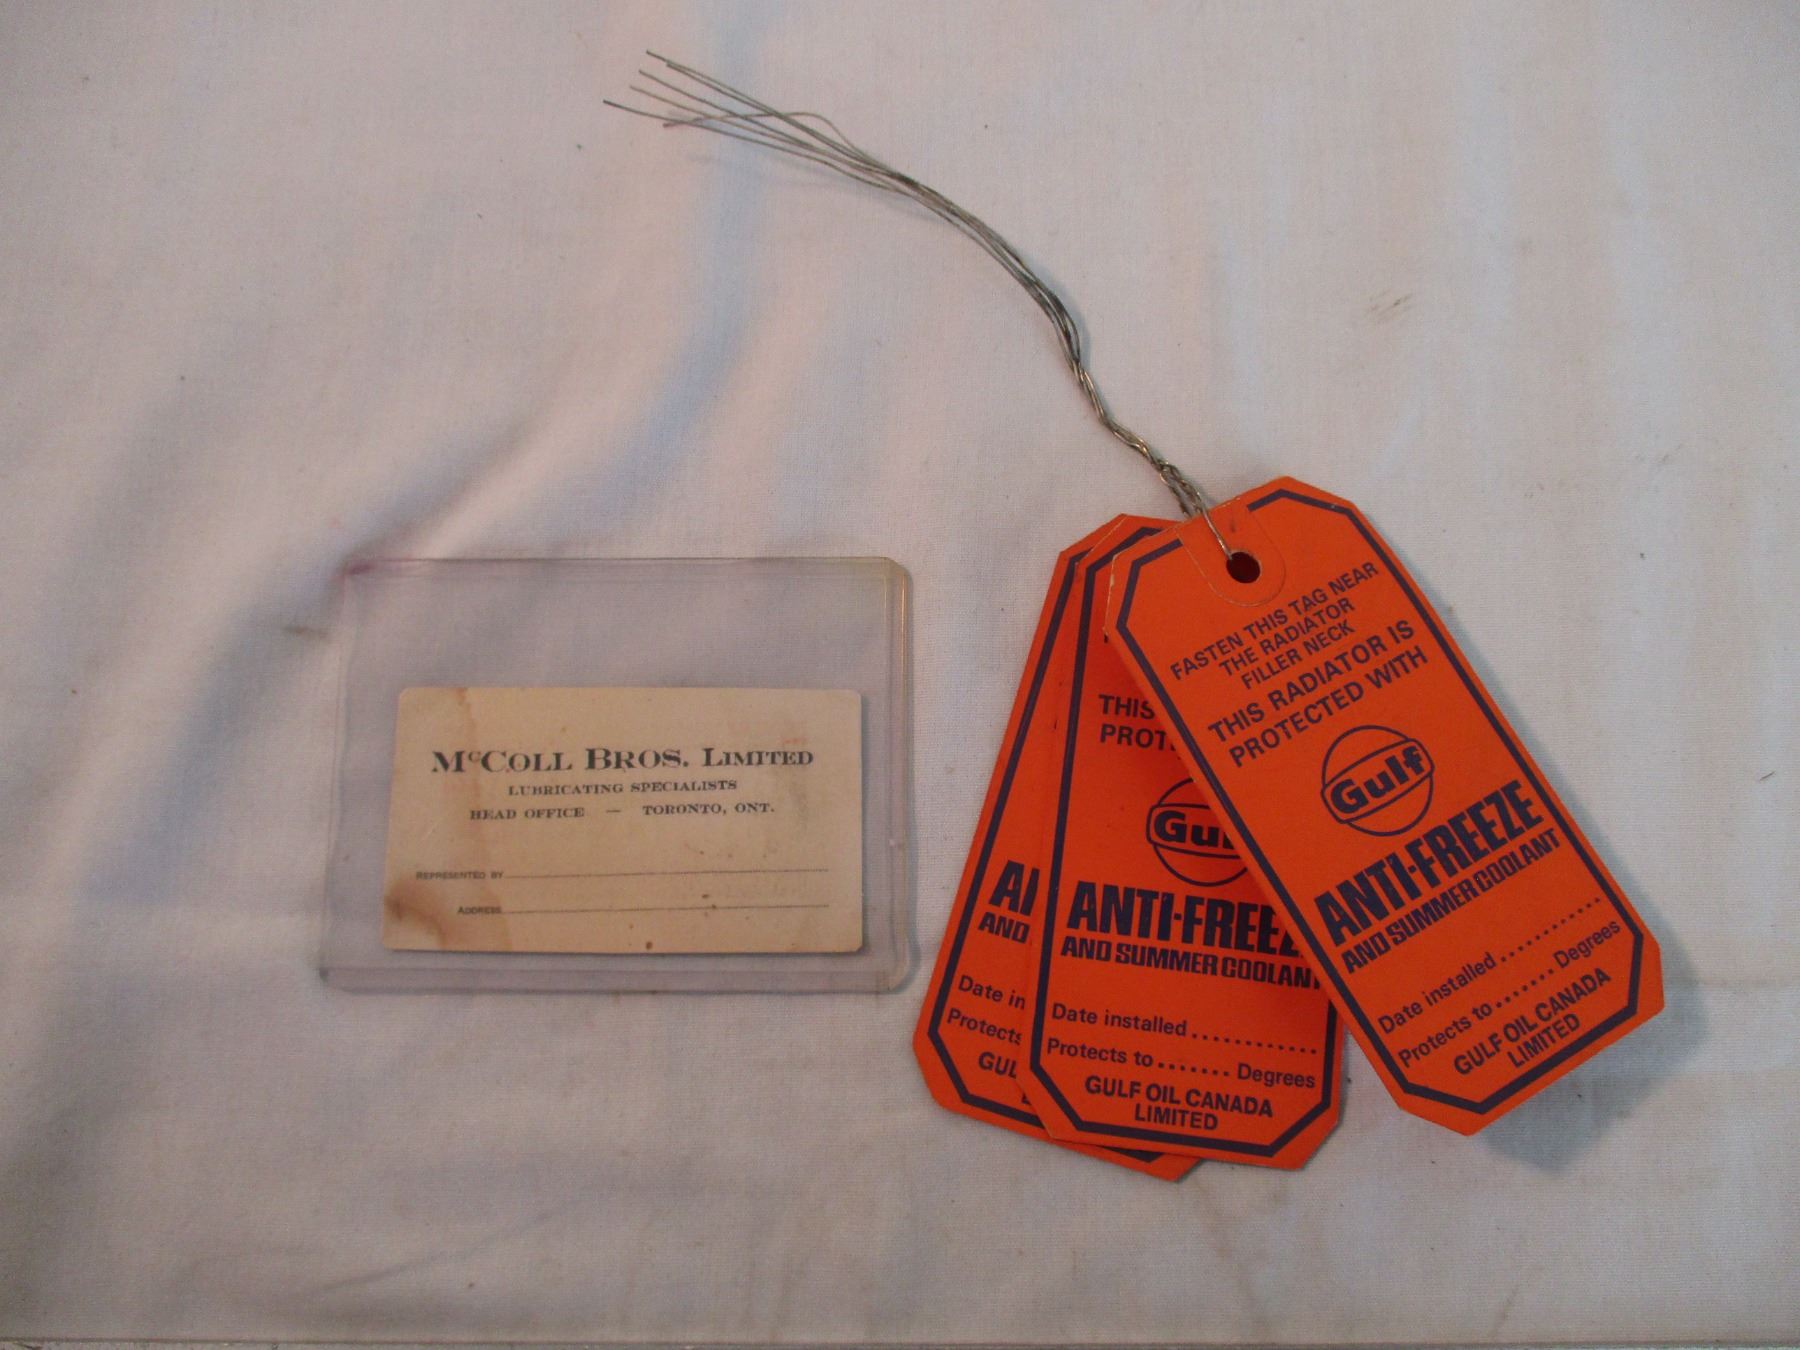 McCOLL BROS. LIMITED
LUBRICATING SPECIALISTS
HEAD OFFICE — TORONTO, ONT.
REPRESENTED BY
ADDRESS
FASTEN THIS TAG NEAR
THE RADIATOR
FILLER NECK
THIS RADIATOR IS
PROTECTED WITH
Gulf
ANTI-FREEZE
AND SUMMER COOLANT
Date installed ............
Protects to ....... Degrees
GULF OIL CANADA
LIMITED
THIS
PROT
Gul
ANTI-FREEZ
AND SUMMER COOLANT
Date installed ............
Protects to ....... Degrees
GULF OIL CANADA
LIMITED
AN
AND
Date in
Protects
GUL